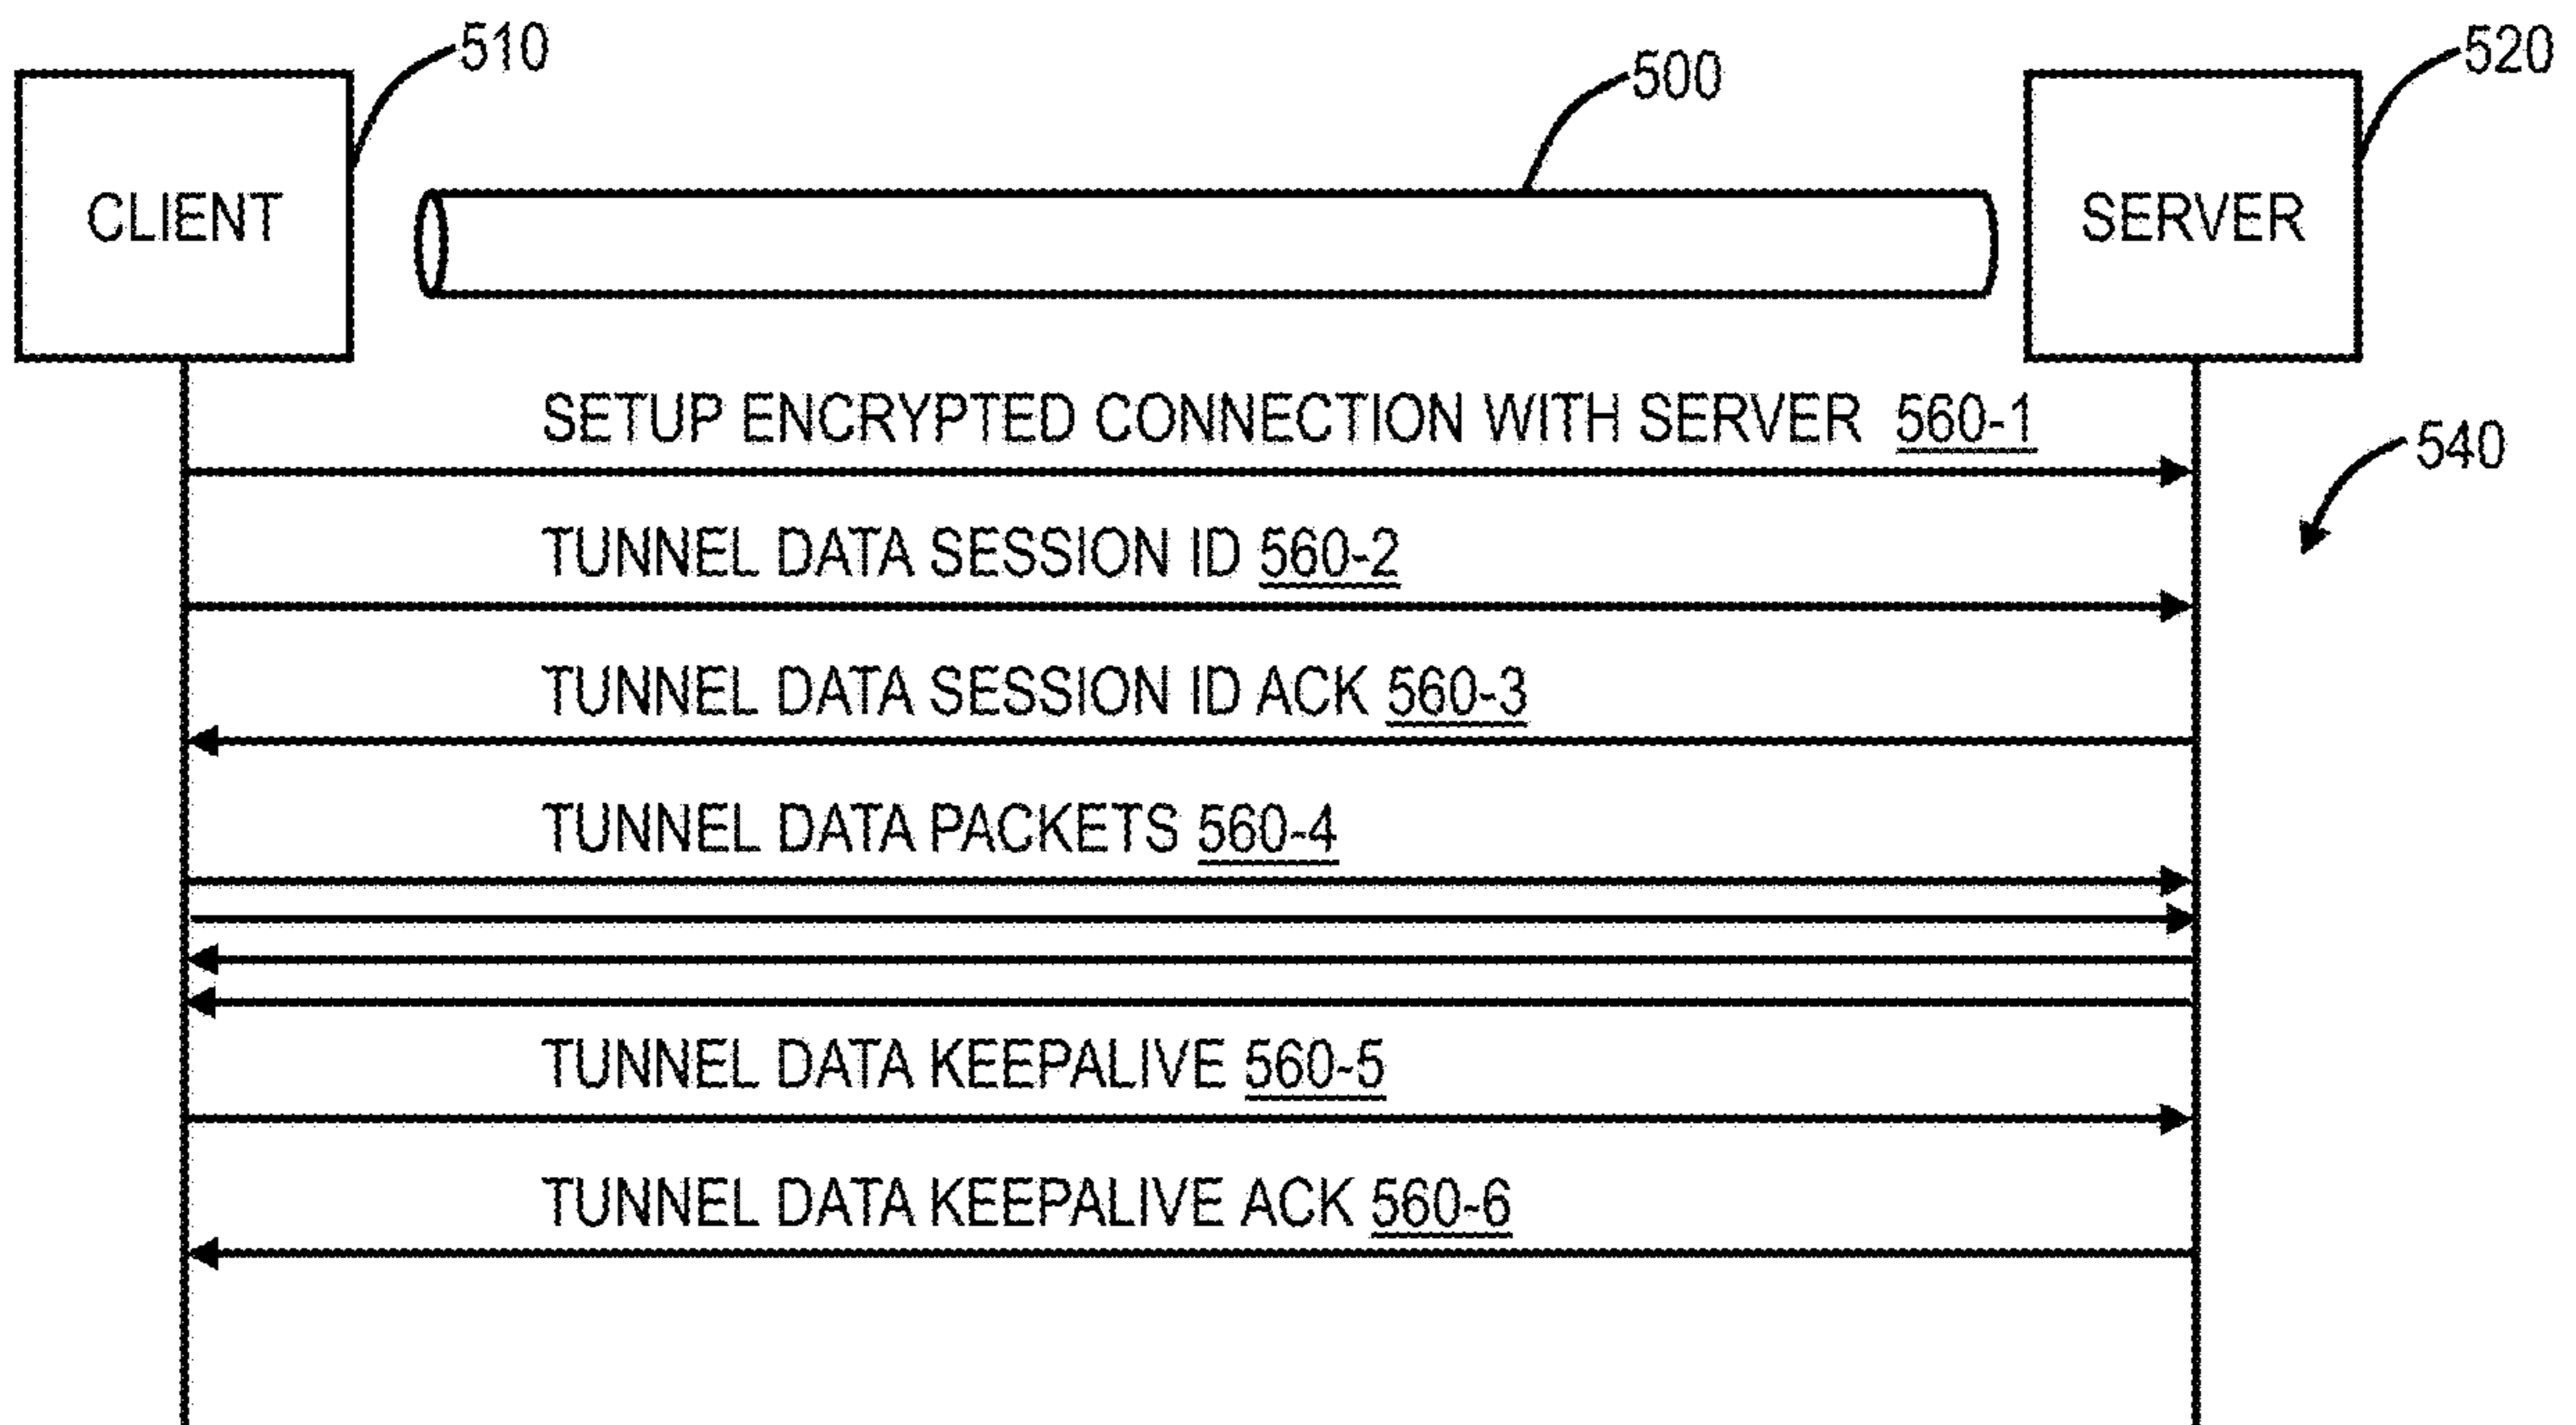 510
500
520
CLIENT
SERVER
SETUP ENCRYPTED CONNECTION WITH SERVER 560-1
540
TUNNEL DATA SESSION ID 560-2
TUNNEL DATA SESSION ID ACK 560-3
TUNNEL DATA PACKETS 560-4
TUNNEL DATA KEEPALIVE 560-5
TUNNEL DATA KEEPALIVE ACK 560-6